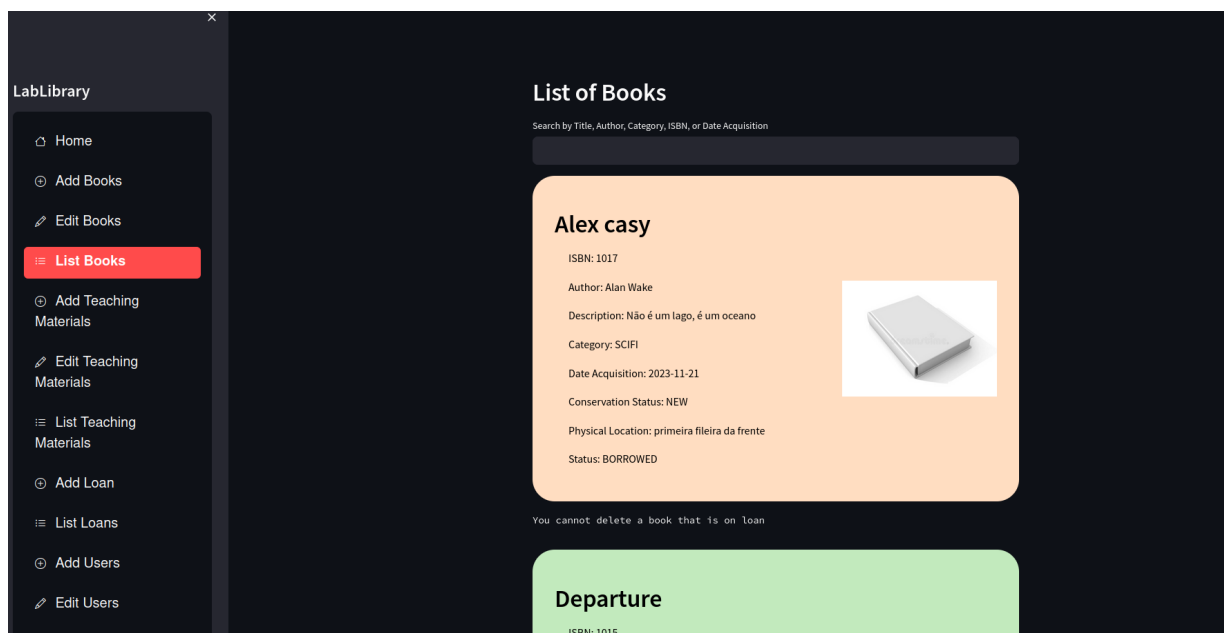 ×
LabLibrary
Home
Add Books
Edit Books
List Books
Add Teaching
Materials
Edit Teaching
Materials
List Teaching
Materials
Add Loan
List Loans
Add Users
Edit Users
List of Books
Search by Title, Author, Category, ISBN, or Date Acquisition
Alex casy
ISBN: 1017
Author: Alan Wake
Description: Não é um lago, é um oceano
Category: SCIFI
Date Acquisition: 2023-11-21
Conservation Status: NEW
Physical Location: primeira fileira da frente
Status: BORROWED
You cannot delete a book that is on loan
Departure
ISBN: 1015